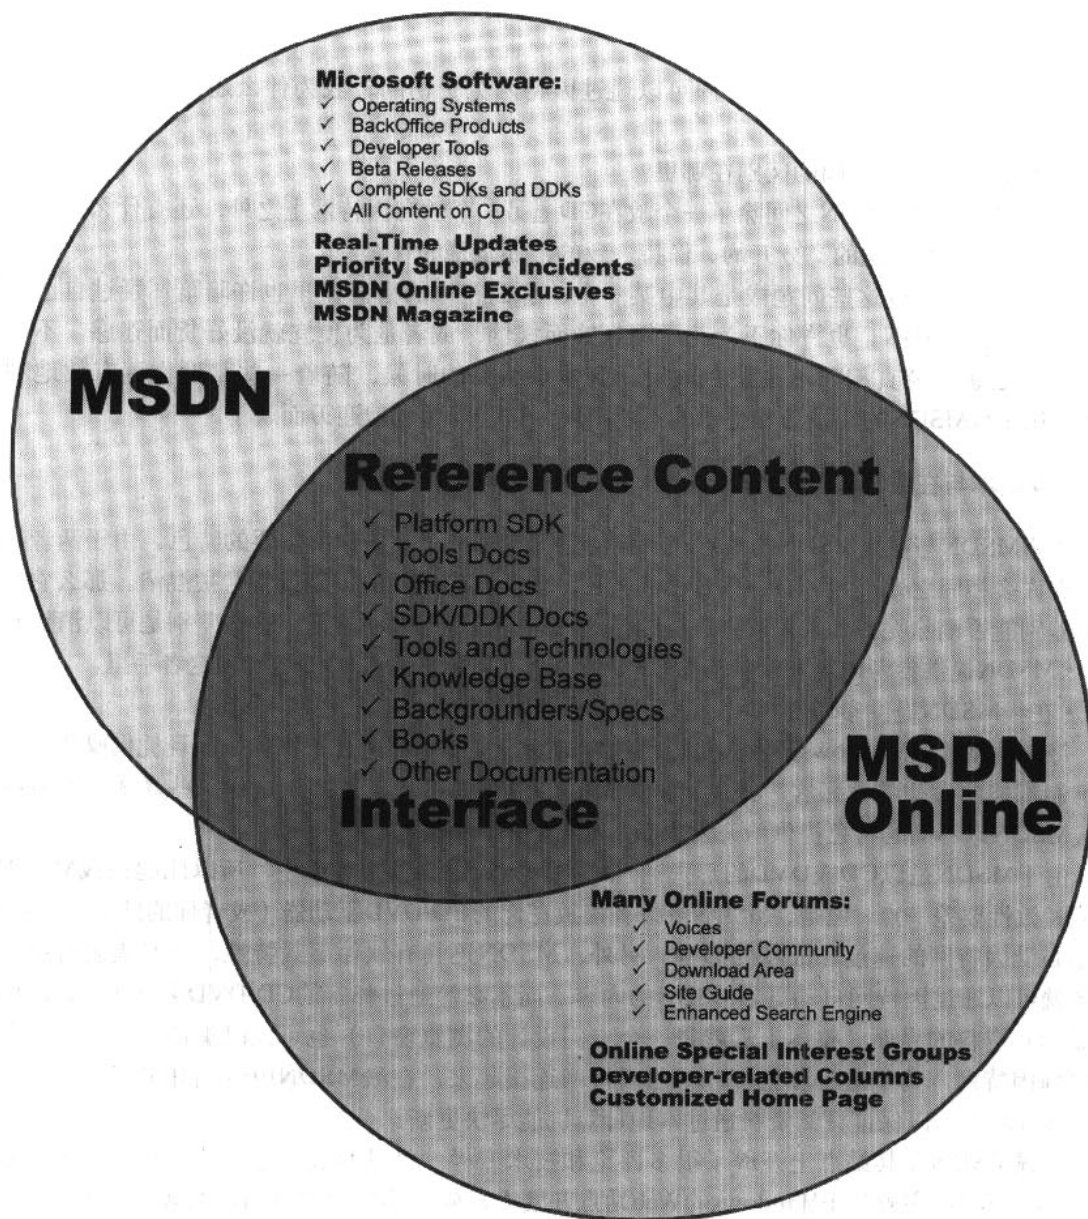 Microsoft Software:
✓ Operating Systems
✓ BackOffice Products
✓ Developer Tools
✓ Beta Releases
✓ Complete SDKs and DDKs
✓ All Content on CD
Real-Time Updates
Priority Support Incidents
MSDN Online Exclusives
MSDN Magazine
MSDN
Reference Content
✓ Platform SDK
✓ Tools Docs
✓ Office Docs
✓ SDK/DDK Docs
✓ Tools and Technologies
✓ Knowledge Base
✓ Backgrounders/Specs
✓ Books
✓ Other Documentation
Interface
MSDN
Online
Many Online Forums:
✓ Voices
✓ Developer Community
✓ Download Area
✓ Site Guide
✓ Enhanced Search Engine
Online Special Interest Groups
Developer-related Columns
Customized Home Page